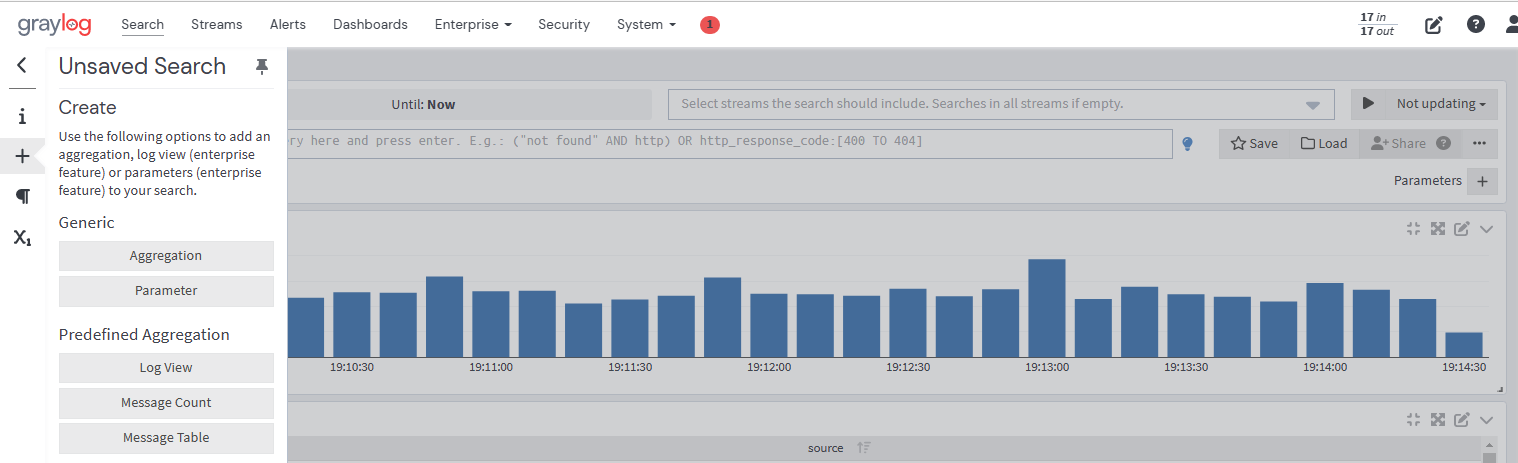 graylog Search Streams Alerts Dashboards Enterprise Security System 1 17 in
17 out
Unsaved Search
Create
Use the following options to add an
aggregation, log view (enterprise
feature) or parameters (enterprise
feature) to your search.
Generic
Aggregation
Parameter
Predefined Aggregation
Log View
Message Count
Message Table
X1
Until: Now Select streams the search should include. Searches in all streams if empty. Not updating
here and press enter. E.g.: ("not found" AND http) OR http_response_code:[400 TO 404] Save Load Share
Parameters
19:10:30 19:11:00 19:11:30 19:12:00 19:12:30 19:13:00 19:13:30 19:14:00 19:14:30
source